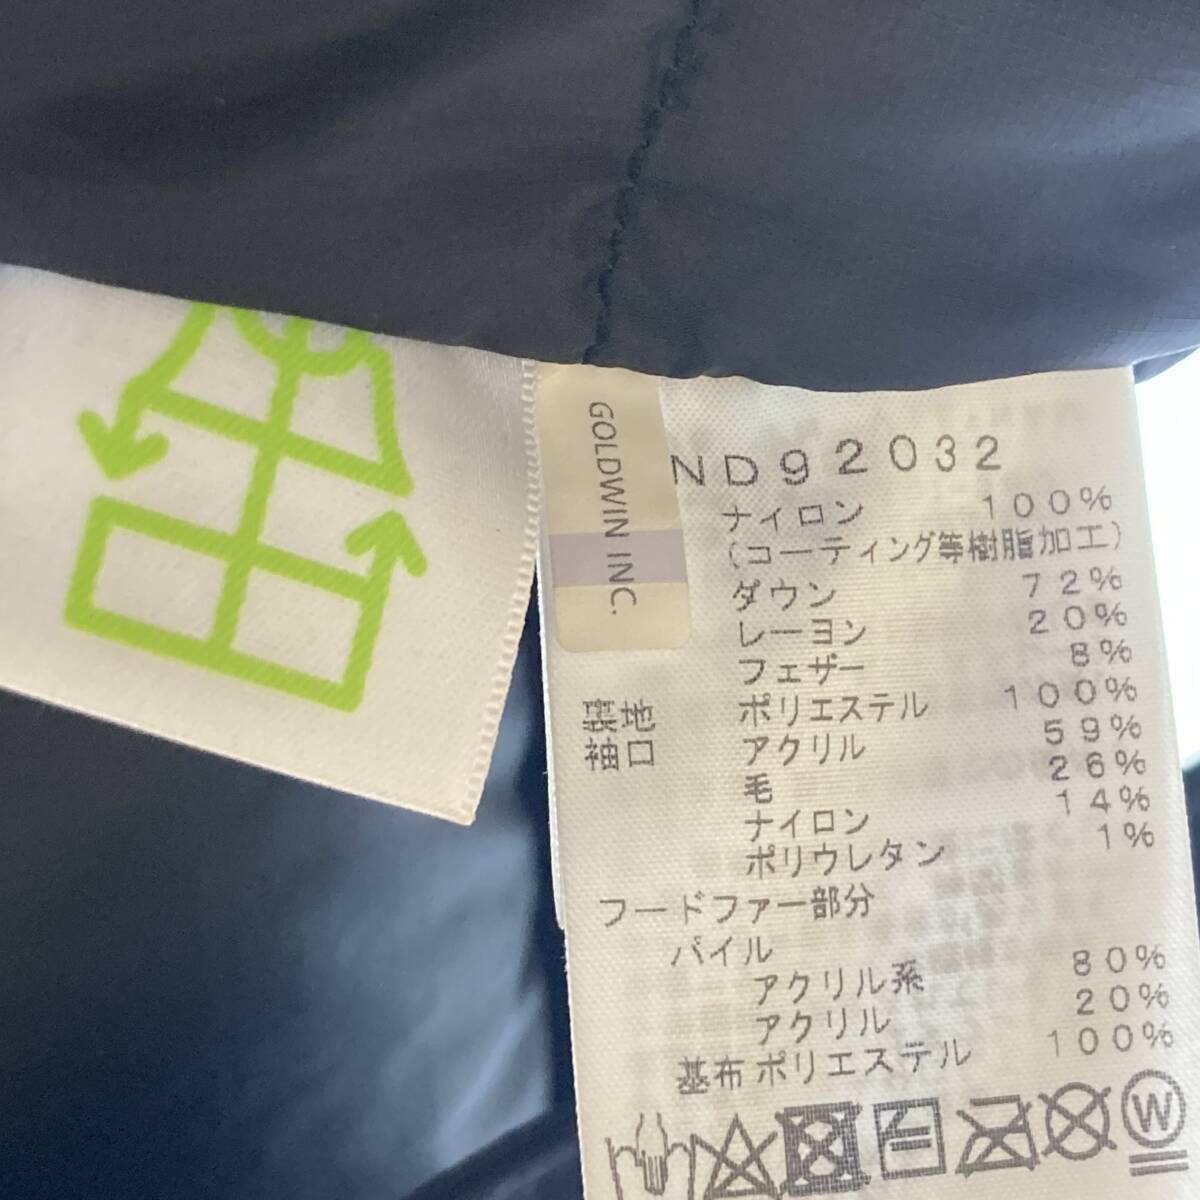 GOLDWIN INC.
ND92032
ナイロン 100%
(コーティング等樹脂加工)
ダウン 72%
レーヨン 20%
フェザー 8%
襟地 ポリエステル 100%
袖口 アクリル 59%
毛 26%
ナイロン 14%
ポリウレタン 1%
フードファー部分
パイル
アクリル系 80%
アクリル 20%
基布 ポリエステル 100%
W